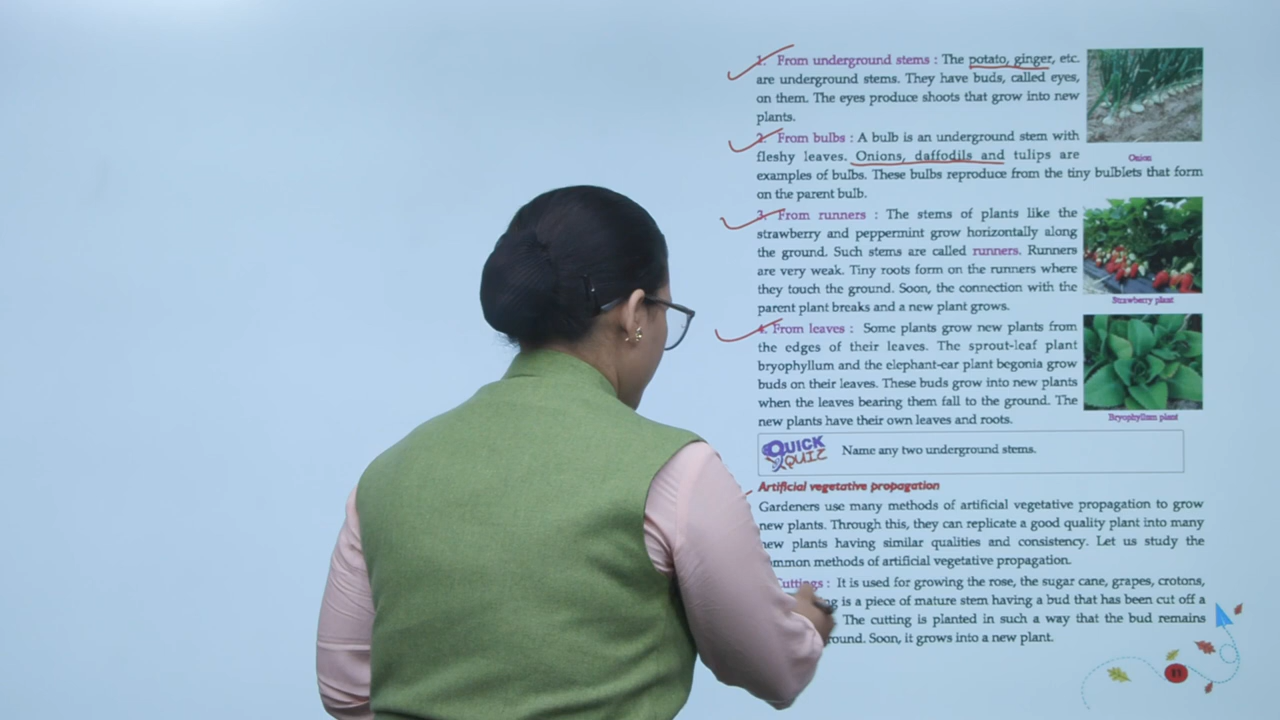 1. From underground stems : The potato, ginger, etc.
are underground stems. They have buds, called eyes,
on them. The eyes produce shoots that grow into new
plants.
Onion
2. From bulbs : A bulb is an underground stem with
fleshy leaves. Onions, daffodils and tulips are
examples of bulbs. These bulbs reproduce from the tiny bulblets that form
on the parent bulb.
3. From runners : The stems of plants like the
strawberry and peppermint grow horizontally along
the ground. Such stems are called runners. Runners
are very weak. Tiny roots form on the runners where
they touch the ground. Soon, the connection with the
parent plant breaks and a new plant grows.
Strawberry plant
4. From leaves : Some plants grow new plants from
the edges of their leaves. The sprout-leaf plant
bryophyllum and the elephant-ear plant begonia grow
buds on their leaves. These buds grow into new plants
when the leaves bearing them fall to the ground. The
new plants have their own leaves and roots.
Bryophyllum plant
QUICK QUIZ Name any two underground stems.
Artificial vegetative propagation
Gardeners use many methods of artificial vegetative propagation to grow
new plants. Through this, they can replicate a good quality plant into many
new plants having similar qualities and consistency. Let us study the
mmon methods of artificial vegetative propagation.
Cuttings : It is used for growing the rose, the sugar cane, grapes, crotons,
is a piece of mature stem having a bud that has been cut off a
The cutting is planted in such a way that the bud remains
round. Soon, it grows into a new plant.
11